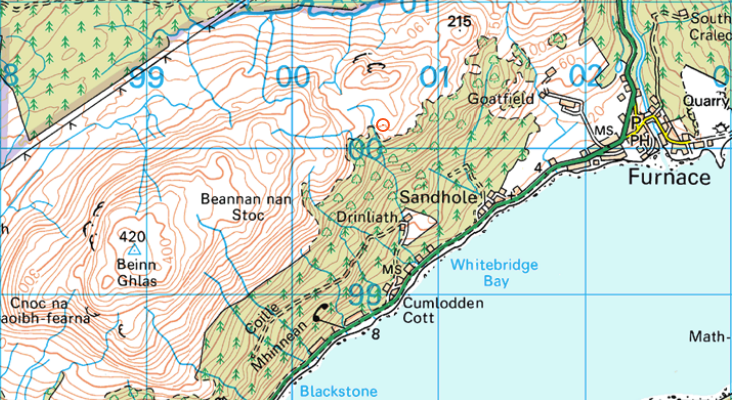 01
215
South
Craleo
8
99
00
01
02
0
Goatfield
Quarry
MS
P
PH
00
4
Furnace
Beannan nan
Stoc
Sandhole
Drinliath
h
420
Beinn
Ghlas
MS
Whitebridge
Bay
99
Cnoc na
aoibh-fearna
Coille
Mhinnean
Cumlodden
Cott
8
Math-
Blackstone